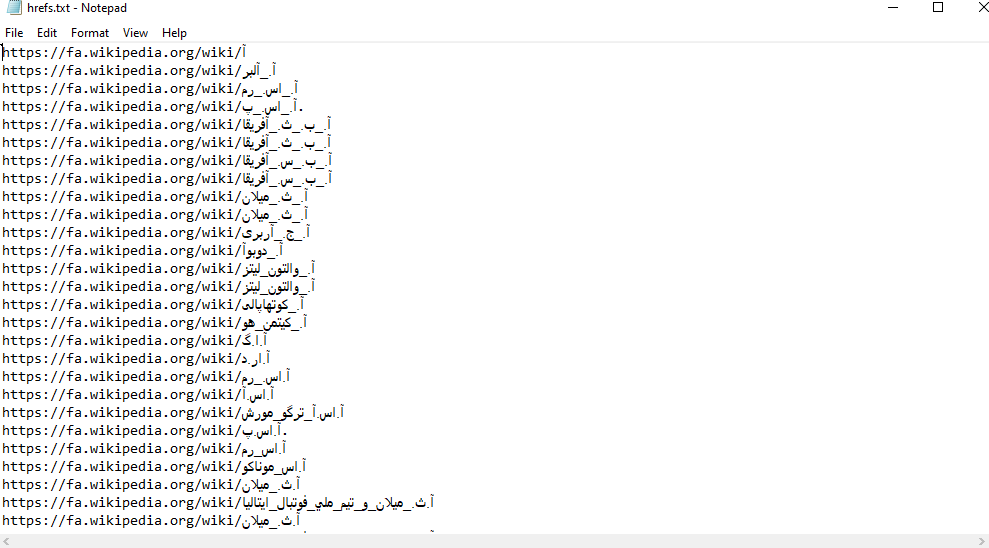 hrefs.txt - Notepad
File Edit Format View Help
https://fa.wikipedia.org/wiki/آ
https://fa.wikipedia.org/wiki/آ._آلبر
https://fa.wikipedia.org/wiki/آ._اس._رم
https://fa.wikipedia.org/wiki/آ._اس._پ.
https://fa.wikipedia.org/wiki/آ._ب._ث._آفریقا
https://fa.wikipedia.org/wiki/آ._ب._ث._آفریقا
https://fa.wikipedia.org/wiki/آ._ب._س._آفریقا
https://fa.wikipedia.org/wiki/آ._ب._س._آفریقا
https://fa.wikipedia.org/wiki/آ._ث._میلان
https://fa.wikipedia.org/wiki/آ._ث._میلان
https://fa.wikipedia.org/wiki/آ._ج._آربری
https://fa.wikipedia.org/wiki/آ._دوبوآ
https://fa.wikipedia.org/wiki/آ._والتون_لیتز
https://fa.wikipedia.org/wiki/آ._والتون_لیتز
https://fa.wikipedia.org/wiki/آ._کوتهاپالی
https://fa.wikipedia.org/wiki/آ._کیتمن_هو
https://fa.wikipedia.org/wiki/آ.ا.گ
https://fa.wikipedia.org/wiki/آ.ار.د
https://fa.wikipedia.org/wiki/آ.اس._رم
https://fa.wikipedia.org/wiki/آ.اس.آ
https://fa.wikipedia.org/wiki/آ.اس.آ_ترگو_مورش
https://fa.wikipedia.org/wiki/آ.اس.پ.
https://fa.wikipedia.org/wiki/آ.اس_رم
https://fa.wikipedia.org/wiki/آ.اس_موناکو
https://fa.wikipedia.org/wiki/آ.ث._میلان
https://fa.wikipedia.org/wiki/آ.ث._میلان_و_تیم_ملي_فوتبال_ایتالیا
https://fa.wikipedia.org/wiki/آ.ث._میلان